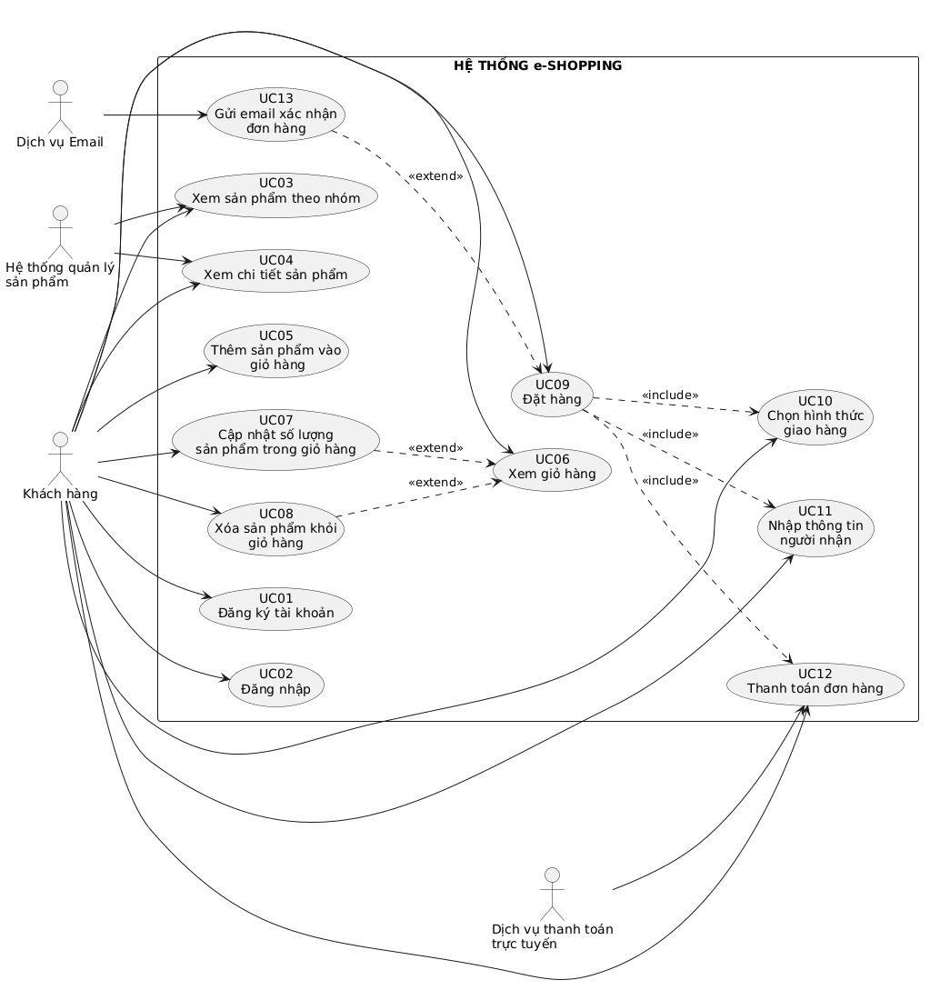 HỆ THỐNG e-SHOPPING
UC13
Gửi email xác nhận
đơn hàng
Dịch vụ Email
«extend»
UC03
Xem sản phẩm theo nhóm
Hệ thống quản lý
sản phẩm
UC04
Xem chi tiết sản phẩm
UC05
Thêm sản phẩm vào
giỏ hàng
UC09
Đặt hàng
«include»
UC10
Chọn hình thức
giao hàng
UC07
Cập nhật số lượng
sản phẩm trong giỏ hàng
«extend»
«include»
UC06
Xem giỏ hàng
«extend»
«include»
Khách hàng
UC08
Xóa sản phẩm khỏi
giỏ hàng
UC11
Nhập thông tin
người nhận
UC01
Đăng ký tài khoản
UC02
Đăng nhập
UC12
Thanh toán đơn hàng
Dịch vụ thanh toán
trực tuyến